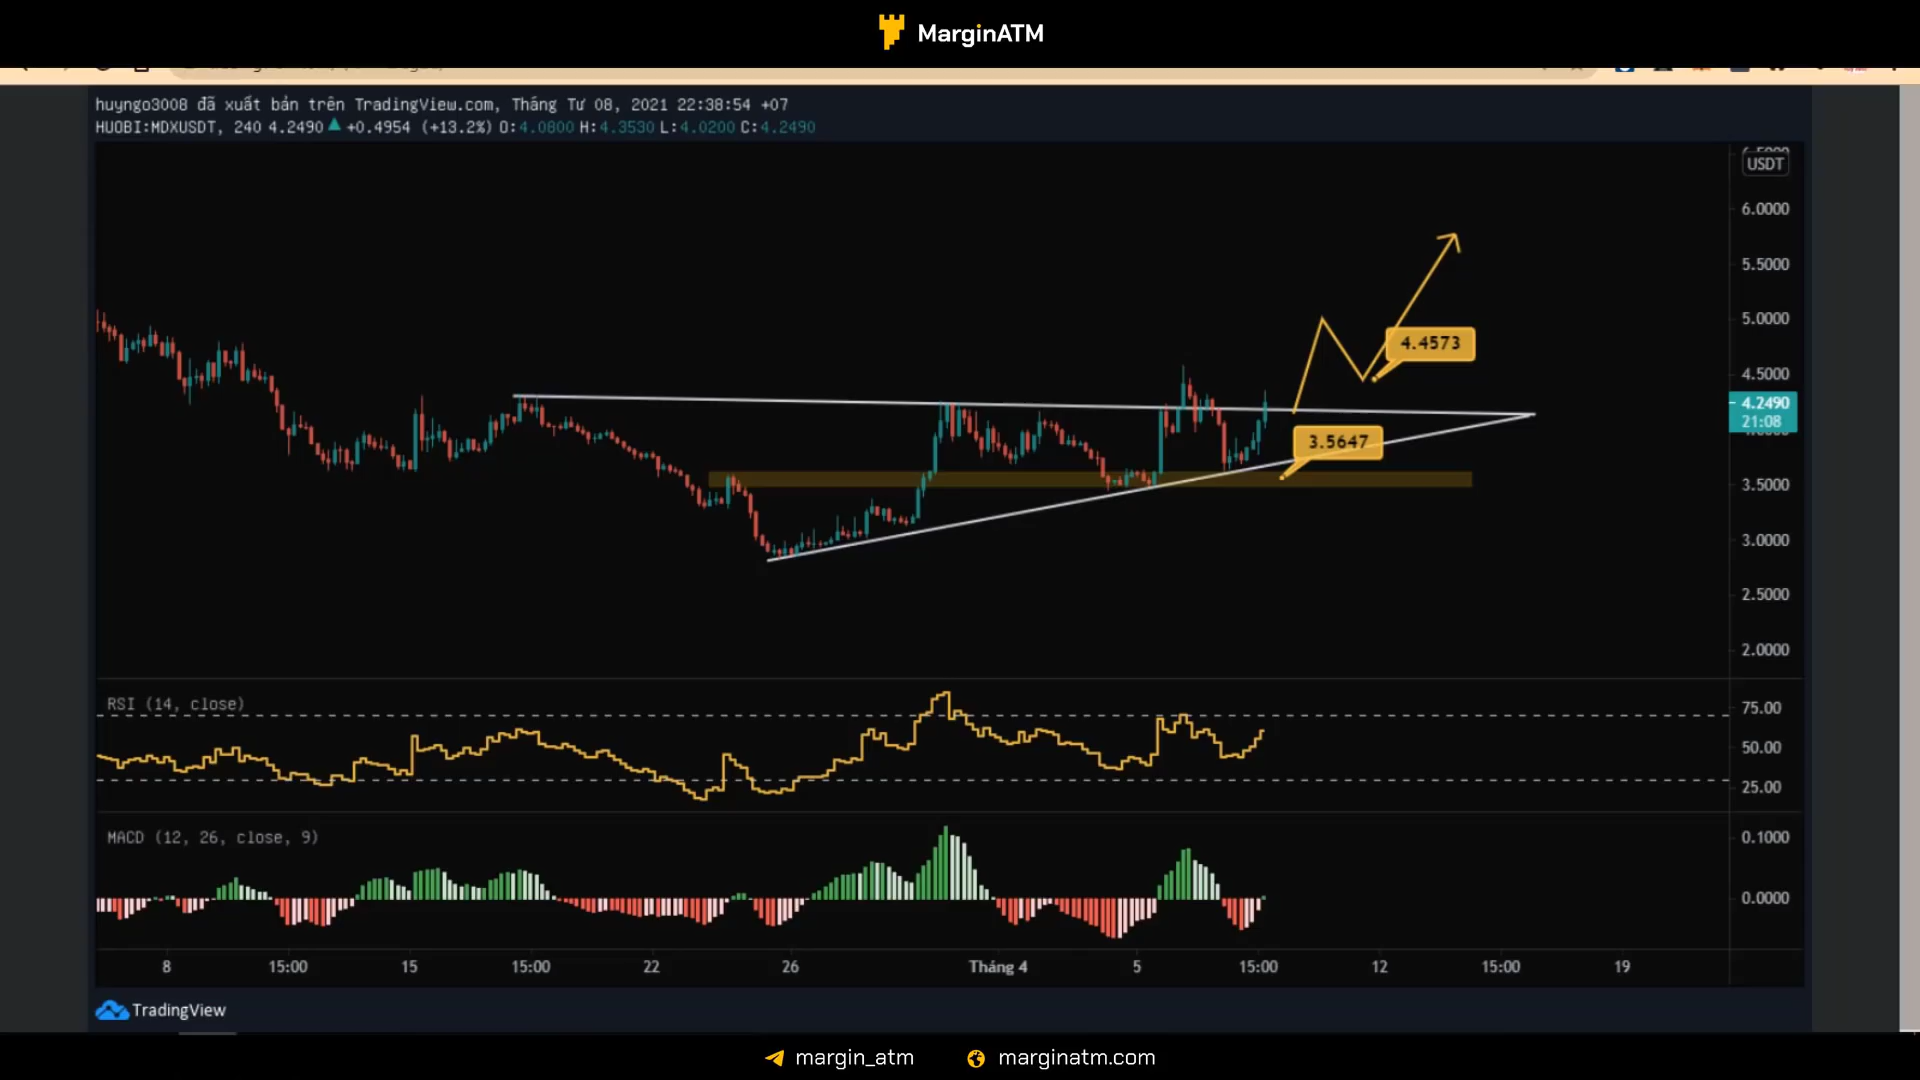 MarginATM
huyngo3008 đã xuất bản trên TradingView.com, Tháng Tư 08, 2021 22:38:54 +07
HUOBI:MDXUSDT, 240 4.2490 ▲ +0.4954 (+13.2%) O:4.0800 H:4.3530 L:4.0200 C:4.2490
USDT
6.0000
5.5000
5.0000
4.4573
4.5000
4.2490
21:08
3.5647
3.5000
3.0000
2.5000
2.0000
RSI (14, close)
75.00
50.00
25.00
MACD (12, 26, close, 9)
0.1000
0.0000
8 15:00 15 15:00 22 26 Tháng 4 5 15:00 12 15:00 19
TradingView
margin_atm marginatm.com